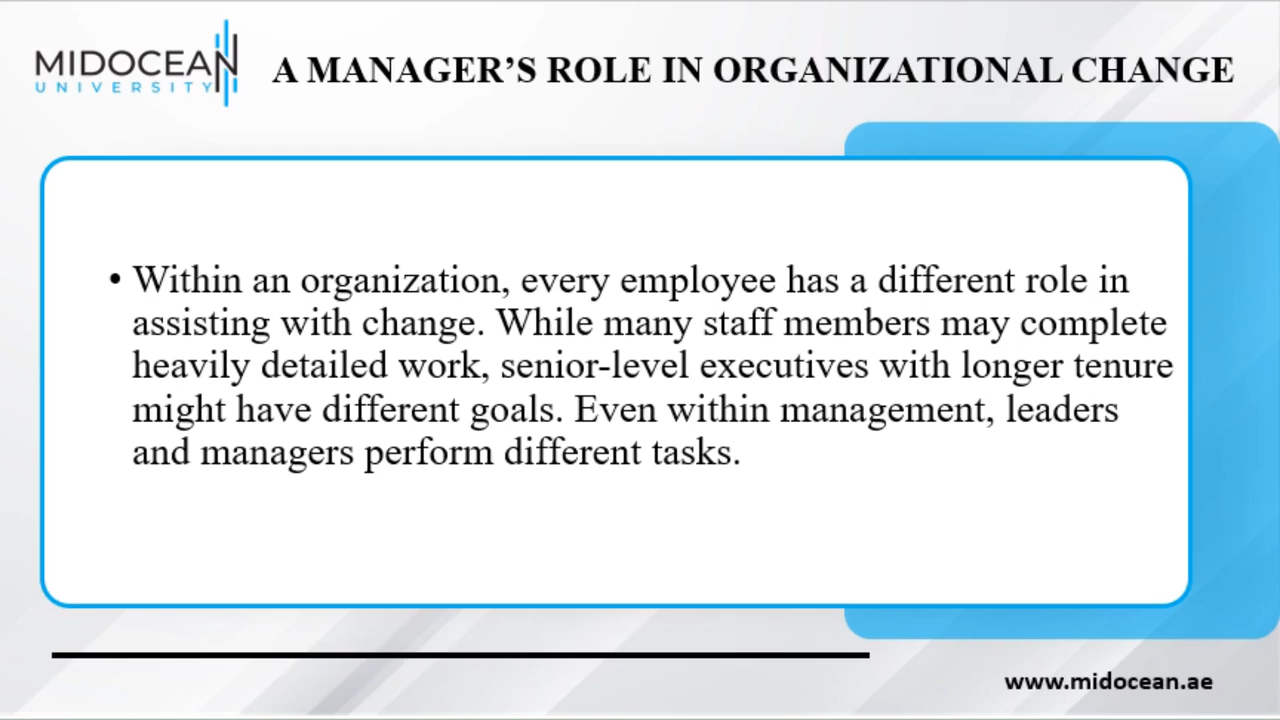 MIDOCEAN
UNIVERSITY
A MANAGER’S ROLE IN ORGANIZATIONAL CHANGE
• Within an organization, every employee has a different role in
assisting with change. While many staff members may complete
heavily detailed work, senior-level executives with longer tenure
might have different goals. Even within management, leaders
and managers perform different tasks.
www.midocean.ae